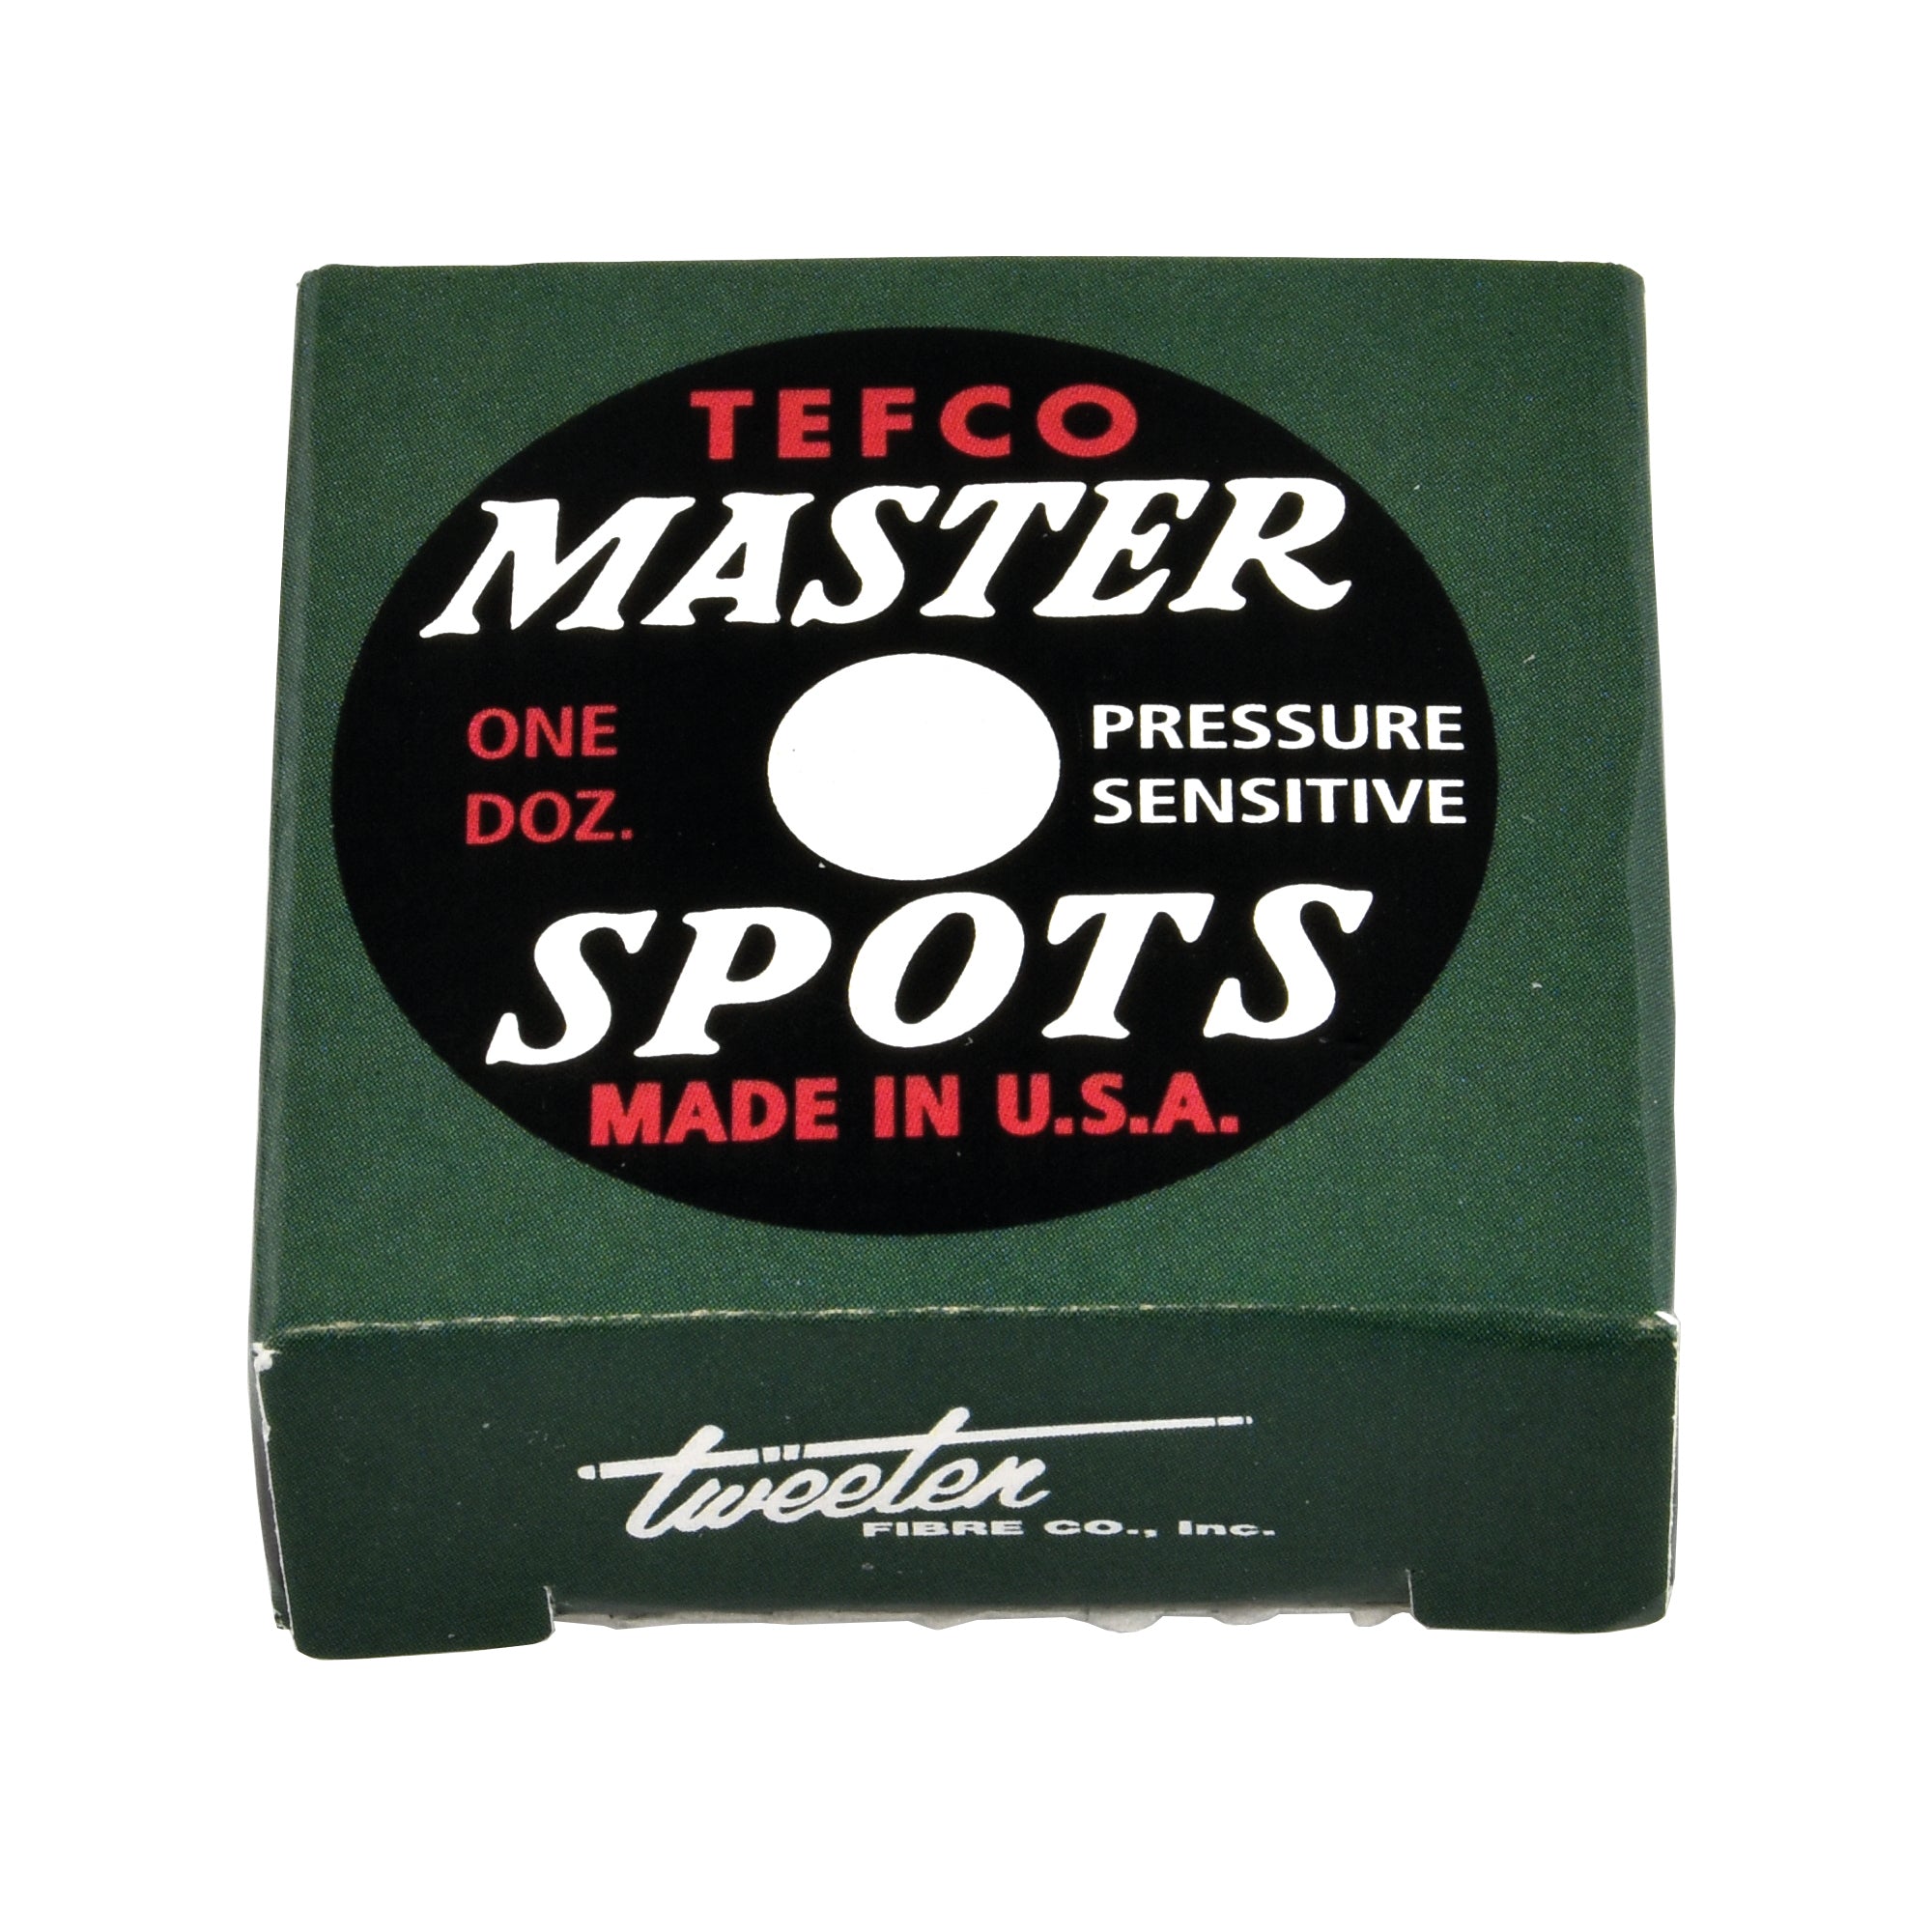 TEFCO
MASTER
ONE
DOZ.
PRESSURE
SENSITIVE
SPOTS
MADE IN U.S.A.
tweeten
FIBRE CO., Inc.